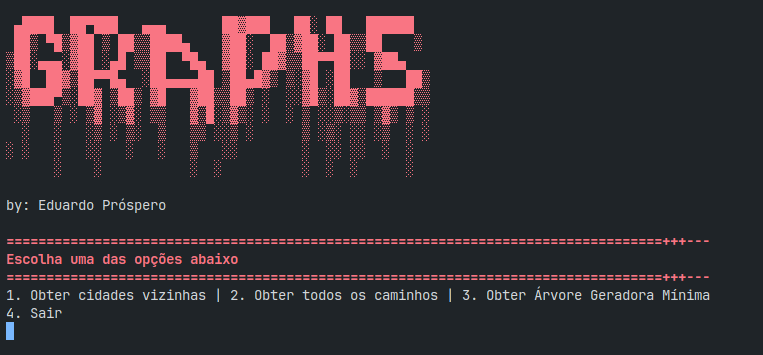 GRAPHS
by: Eduardo Próspero
==================================================================================+++---
Escolha uma das opções abaixo
==================================================================================+++---
1. Obter cidades vizinhas | 2. Obter todos os caminhos | 3. Obter Árvore Geradora Mínima
4. Sair